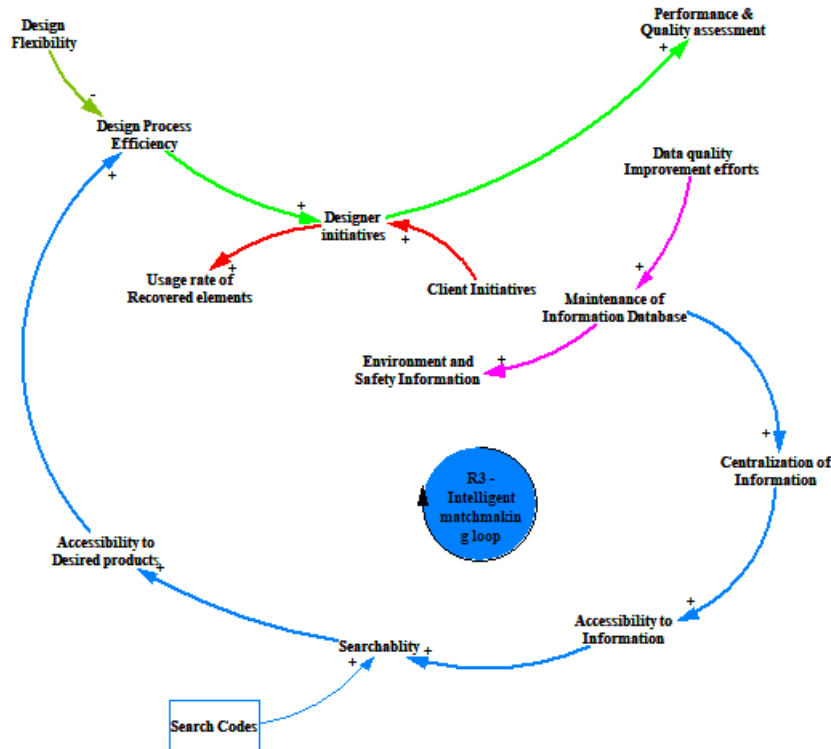 Design
Flexibility
-
Performance &
Quality assessment
+
Design Process
Efficiency
+
Data quality
Improvement efforts
+
Designer
initiatives
+
+
Usage rate of
Recovered elements
+
Client Initiatives
Maintenance of
Information Database
+
Environment and
Safety Information
+
Centralization of
Information
+
R3 -
Intelligent
matchmakin
g loop
Accessibility to
Desired products
+
Accessibility to
Information
+
Searchablity
+
+
Search Codes